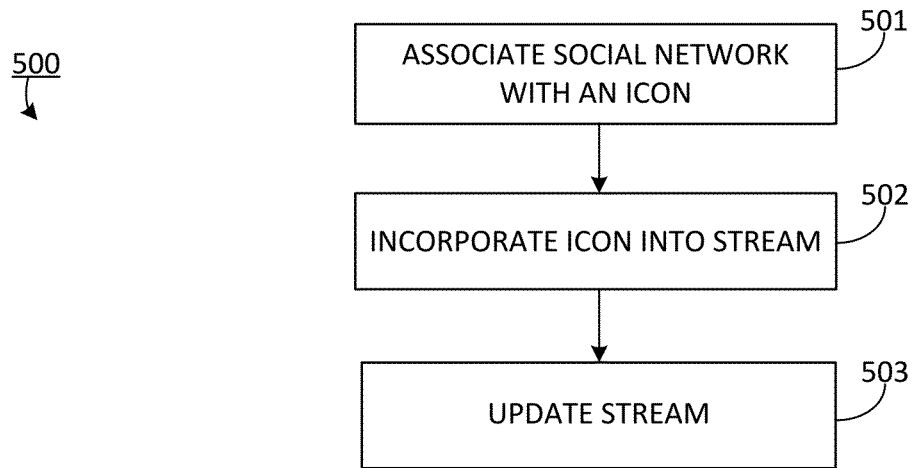 500
501
ASSOCIATE SOCIAL NETWORK
WITH AN ICON
502
INCORPORATE ICON INTO STREAM
503
UPDATE STREAM